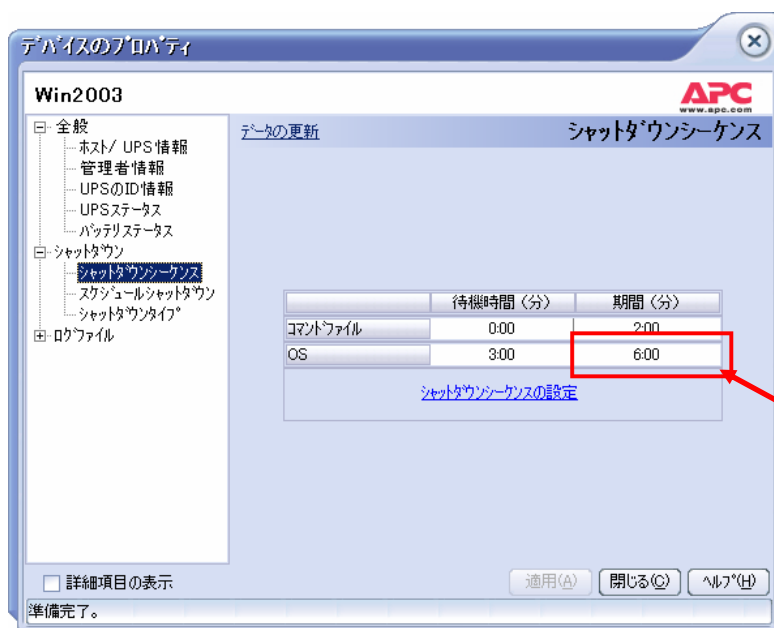 ﾃﾞﾊﾞｲｽのﾌﾟﾛﾊﾟﾃｨ
Win2003
APC
www.apc.com
全般
ﾎｽﾄ/ UPS情報
管理者情報
UPSのID情報
UPSｽﾃｰﾀｽ
ﾊﾞｯﾃﾘｽﾃｰﾀｽ
ｼｬｯﾄﾀﾞｳﾝ
ｼｬｯﾄﾀﾞｳﾝｼｰｹﾝｽ
ｽｹｼﾞｭｰﾙｼｬｯﾄﾀﾞｳﾝ
ｼｬｯﾄﾀﾞｳﾝﾀｲﾌﾟ
ﾛｸﾞﾌｧｲﾙ
ﾃﾞｰﾀの更新
ｼｬｯﾄﾀﾞｳﾝｼｰｹﾝｽ
待機時間（分） 期間（分）
ｺﾏﾝﾄﾞﾌｧｲﾙ 0:00 2:00
OS 3:00 6:00
ｼｬｯﾄﾀﾞｳﾝｼｰｹﾝｽの設定
詳細項目の表示
適用(A) 閉じる(C) ﾍﾙﾌﾟ(H)
準備完了。